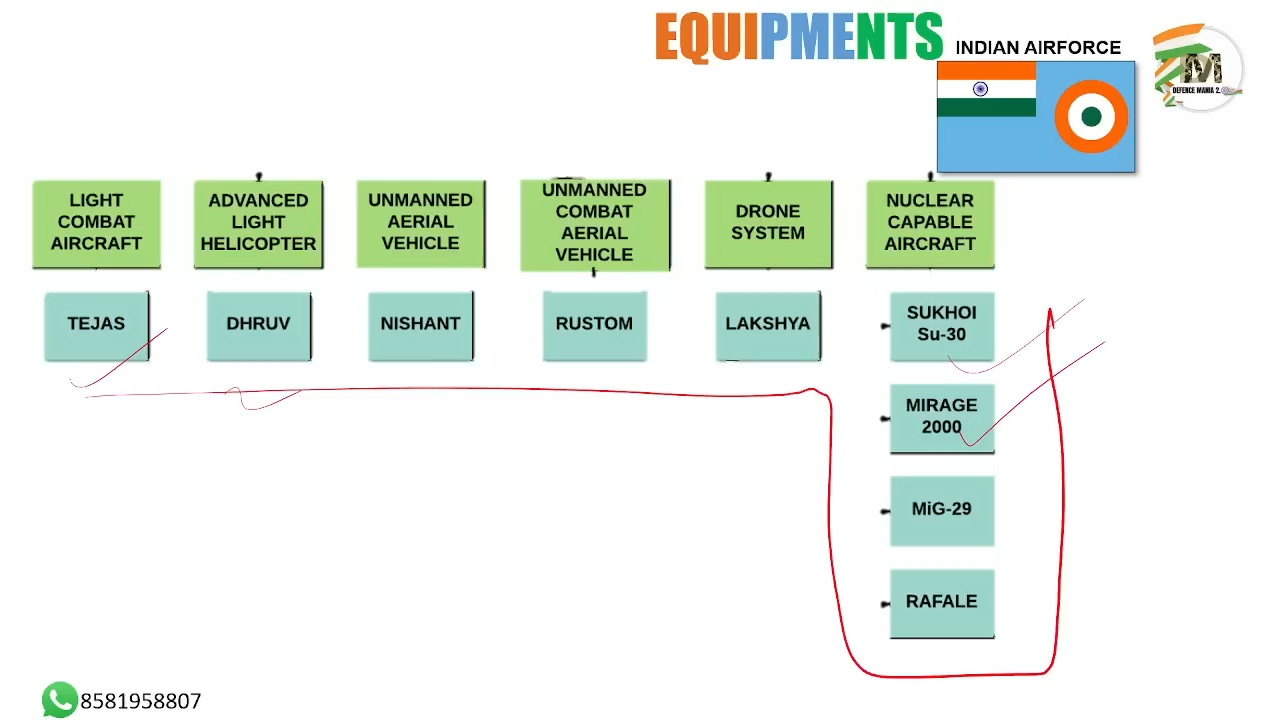 EQUIPMENTS
INDIAN AIRFORCE
M
DEFENCE MANIA 2.
LIGHT
COMBAT
AIRCRAFT
ADVANCED
LIGHT
HELICOPTER
UNMANNED
AERIAL
VEHICLE
UNMANNED
COMBAT
AERIAL
VEHICLE
DRONE
SYSTEM
NUCLEAR
CAPABLE
AIRCRAFT
TEJAS
DHRUV
NISHANT
RUSTOM
LAKSHYA
SUKHOI
Su-30
MIRAGE
2000
MiG-29
RAFALE
8581958807